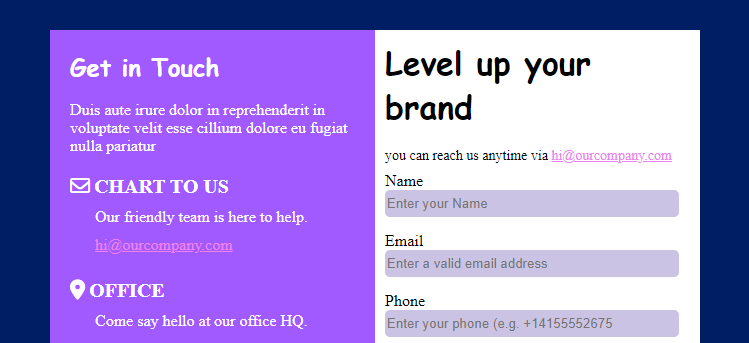 Get in Touch
Duis aute irure dolor in reprehenderit in
voluptate velit esse cillium dolore eu fugiat
nulla pariatur
CHART TO US
Our friendly team is here to help.
hi@ourcompany.com
OFFICE
Come say hello at our office HQ.
Level up your
brand
you can reach us anytime via hi@ourcompany.com
Name
Enter your Name
Email
Enter a valid email address
Phone
Enter your phone (e.g. +14155552675